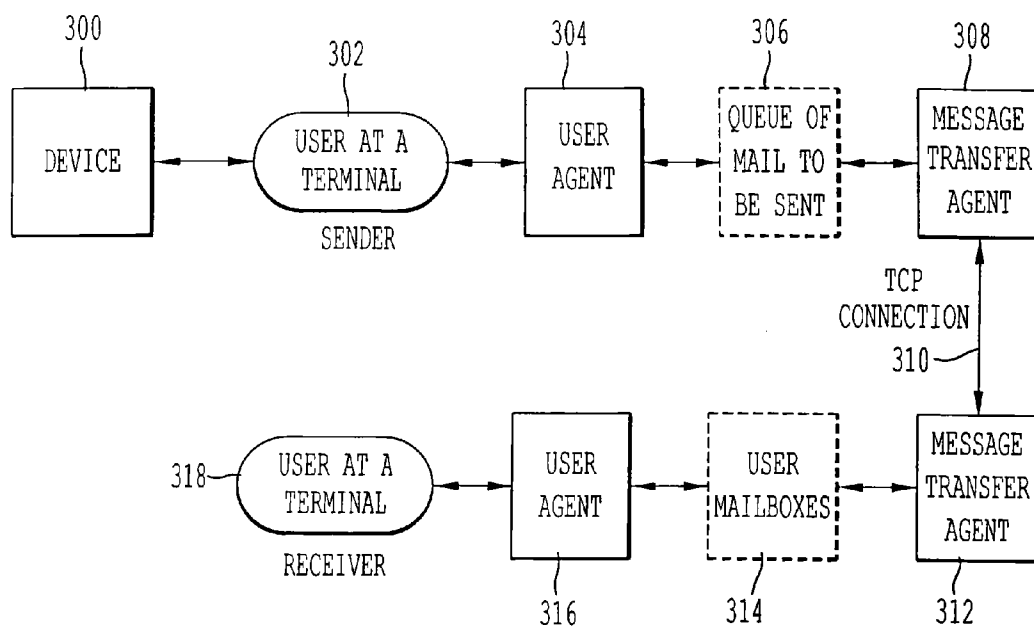 300
302
304
306
308
DEVICE
USER AT A
TERMINAL
SENDER
USER
AGENT
QUEUE OF
MAIL TO
BE SENT
MESSAGE
TRANSFER
AGENT
TCP
CONNECTION
310
318
USER AT A
TERMINAL
RECEIVER
USER
AGENT
USER
MAILBOXES
MESSAGE
TRANSFER
AGENT
316
314
312